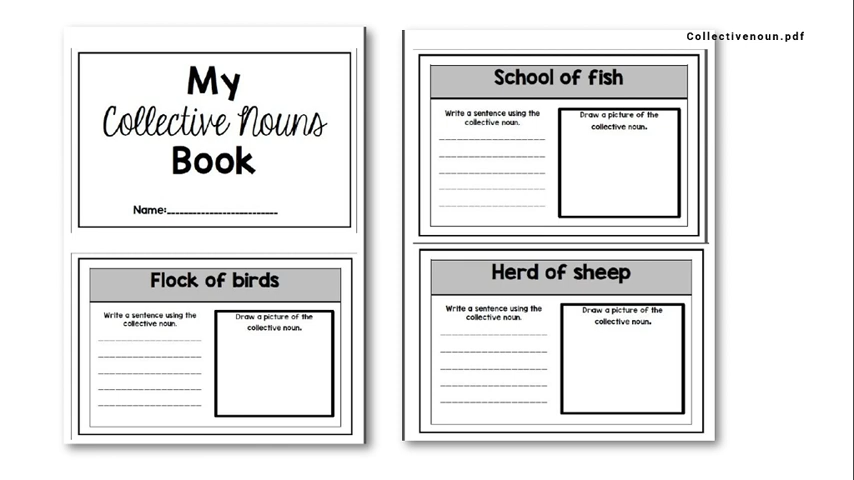 Collectivenoun.pdf
My
Collective Nouns
Book
Name:
Flock of birds
Write a sentence using the
collective noun.
Draw a picture of the
collective noun.
School of fish
Write a sentence using the
collective noun.
Draw a picture of the
collective noun.
Herd of sheep
Write a sentence using the
collective noun.
Draw a picture of the
collective noun.